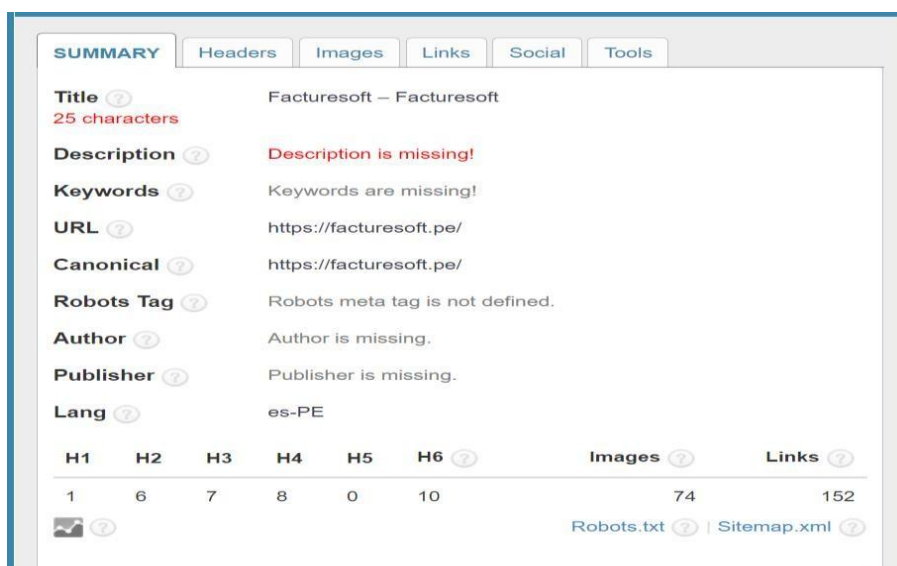 SUMMARY Headers Images Links Social Tools
Title ? Facturesoft – Facturesoft
25 characters
Description ? Description is missing!
Keywords ? Keywords are missing!
URL ? https://facturesoft.pe/
Canonical ? https://facturesoft.pe/
Robots Tag ? Robots meta tag is not defined.
Author ? Author is missing.
Publisher ? Publisher is missing.
Lang ? es-PE
H1 H2 H3 H4 H5 H6 ? Images ? Links ?
1 6 7 8 0 10 74 152
? Robots.txt ? | Sitemap.xml ?